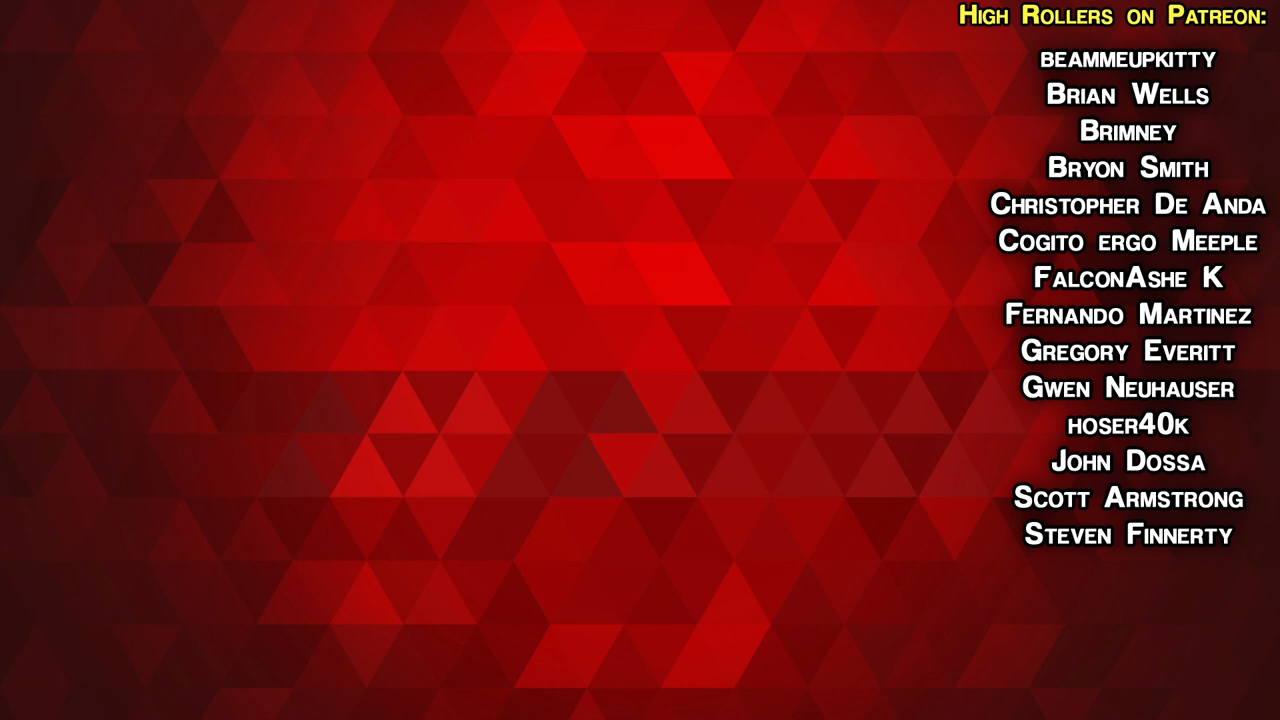 High Rollers on Patreon:
beammeupkitty
Brian Wells
Brimney
Bryon Smith
Christopher De Anda
Cogito ergo Meeple
FalconAshe K
Fernando Martinez
Gregory Everitt
Gwen Neuhauser
hoser40k
John Dossa
Scott Armstrong
Steven Finnerty